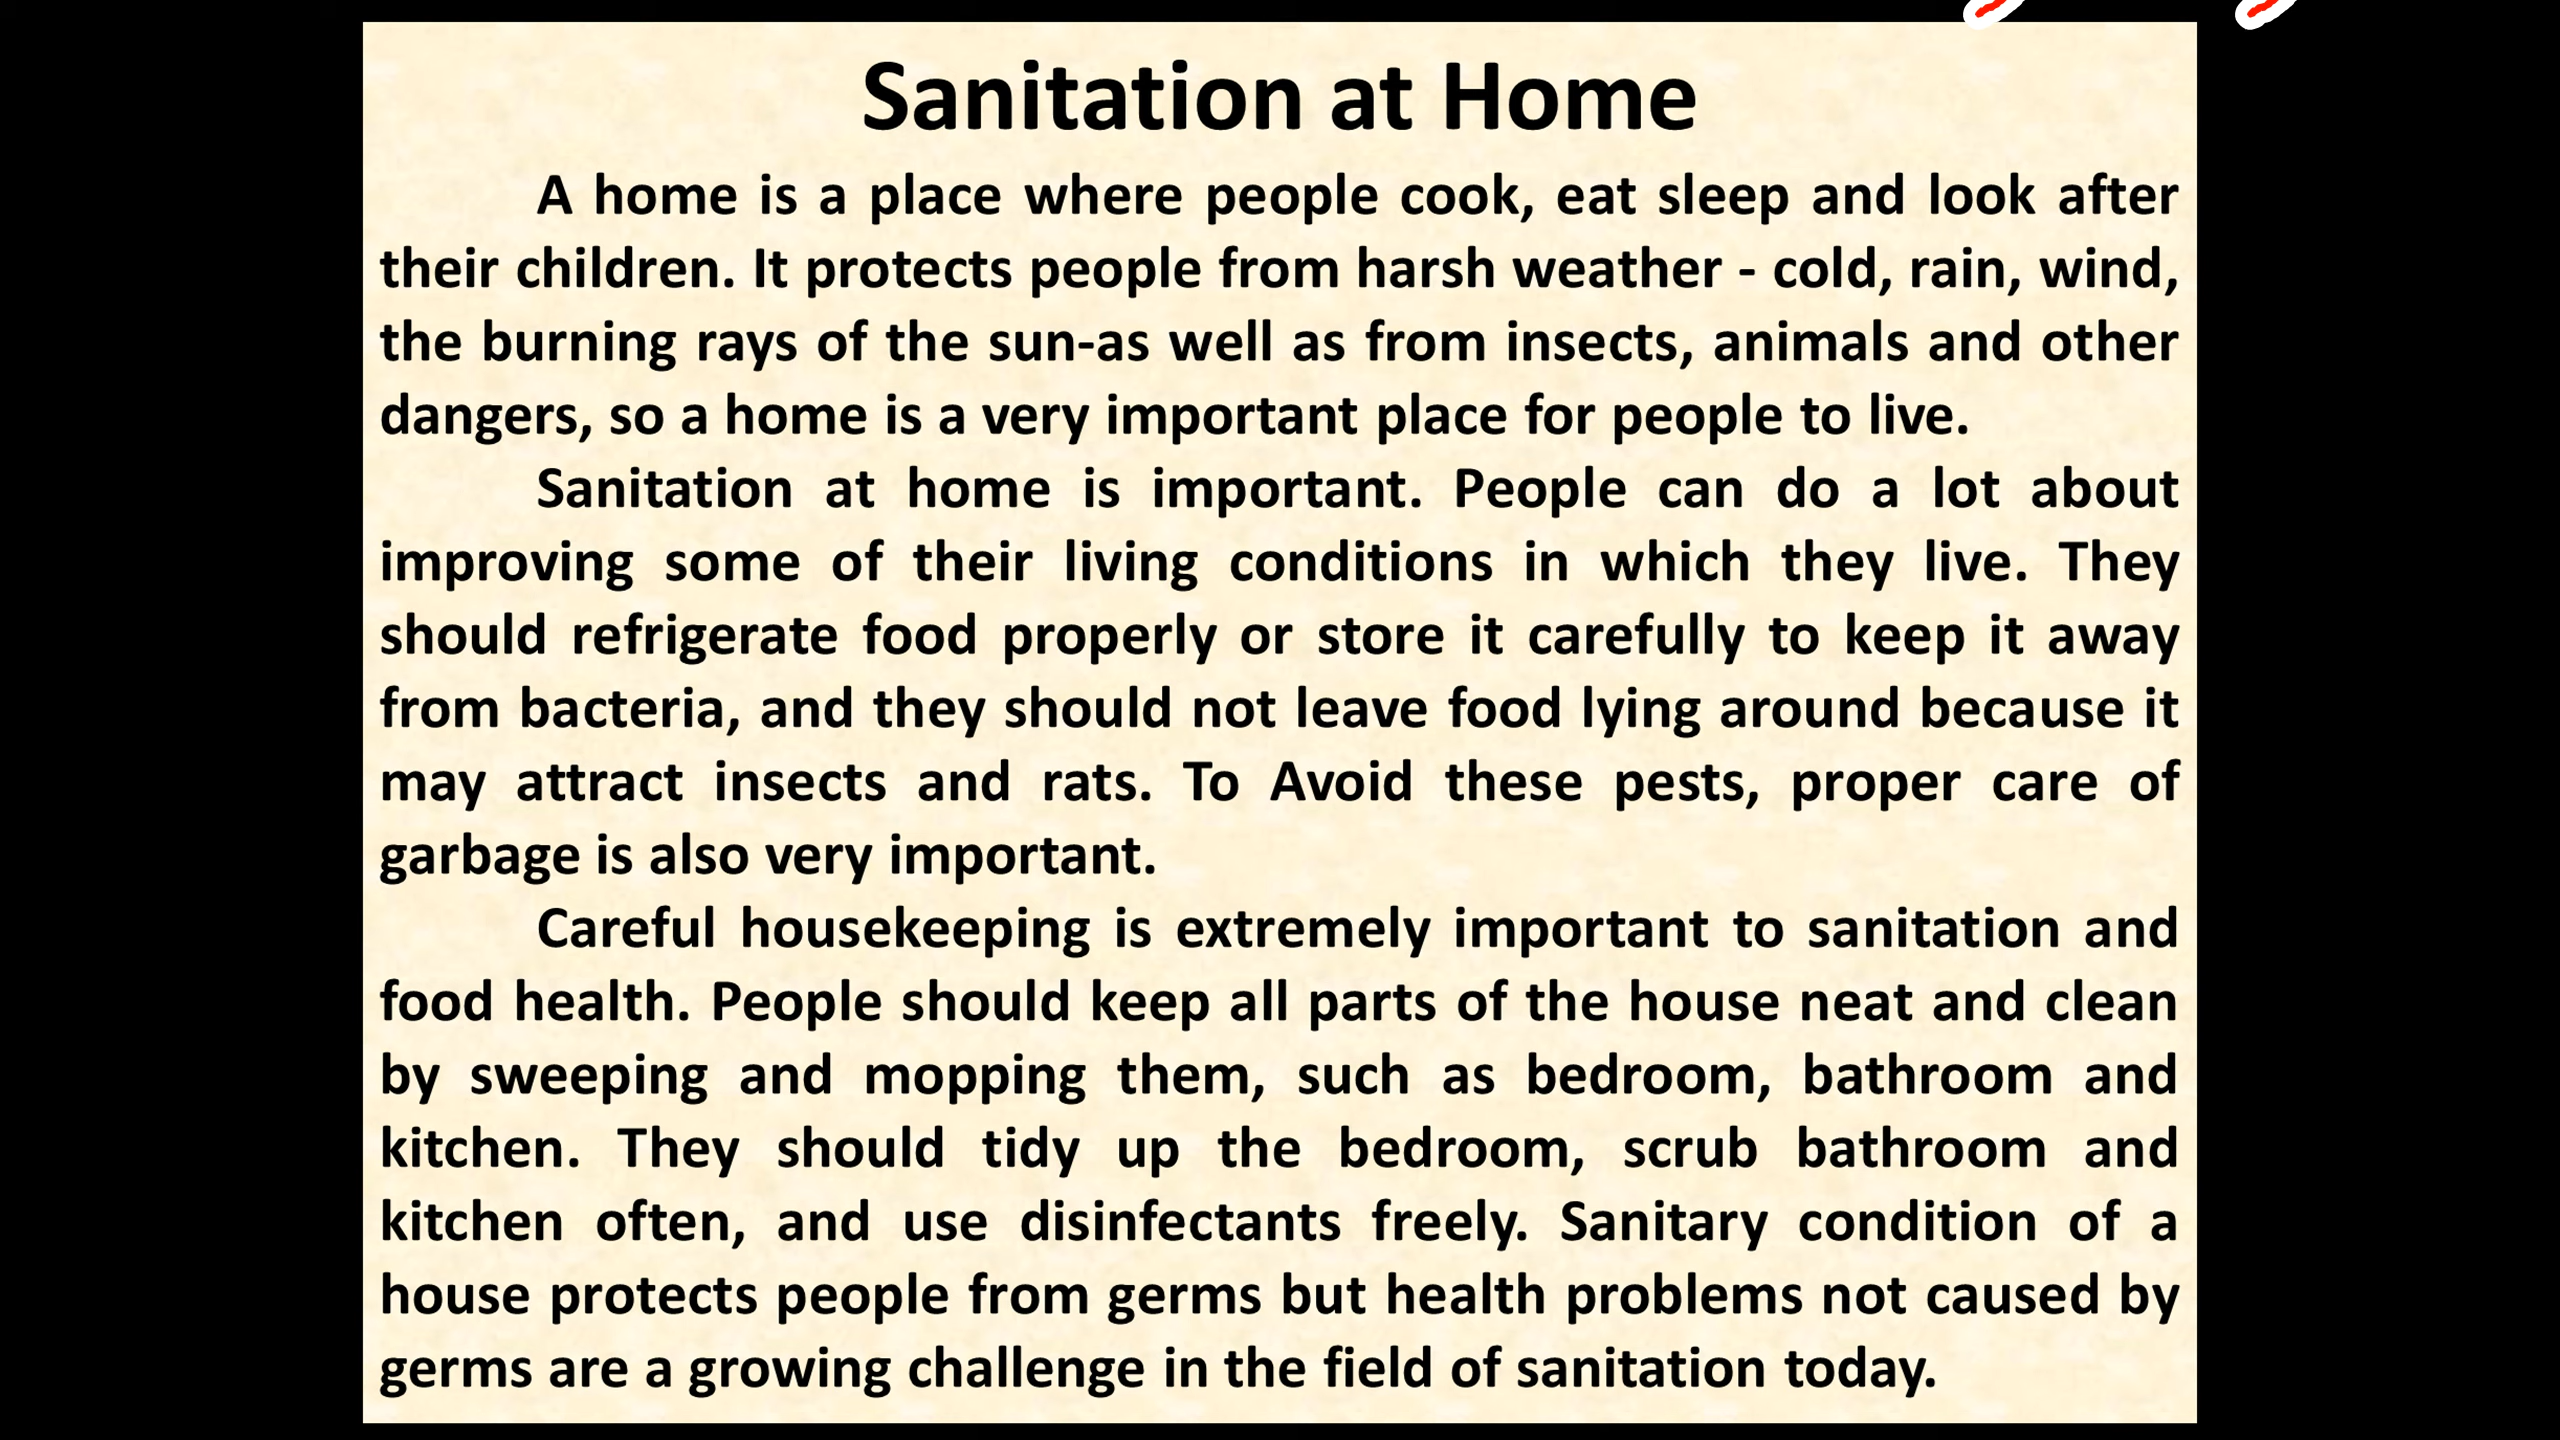 Sanitation at Home
A home is a place where people cook, eat sleep and look after
their children. It protects people from harsh weather - cold, rain, wind,
the burning rays of the sun-as well as from insects, animals and other
dangers, so a home is a very important place for people to live.
Sanitation at home is important. People can do a lot about
improving some of their living conditions in which they live. They
should refrigerate food properly or store it carefully to keep it away
from bacteria, and they should not leave food lying around because it
may attract insects and rats. To Avoid these pests, proper care of
garbage is also very important.
Careful housekeeping is extremely important to sanitation and
food health. People should keep all parts of the house neat and clean
by sweeping and mopping them, such as bedroom, bathroom and
kitchen. They should tidy up the bedroom, scrub bathroom and
kitchen often, and use disinfectants freely. Sanitary condition of a
house protects people from germs but health problems not caused by
germs are a growing challenge in the field of sanitation today.